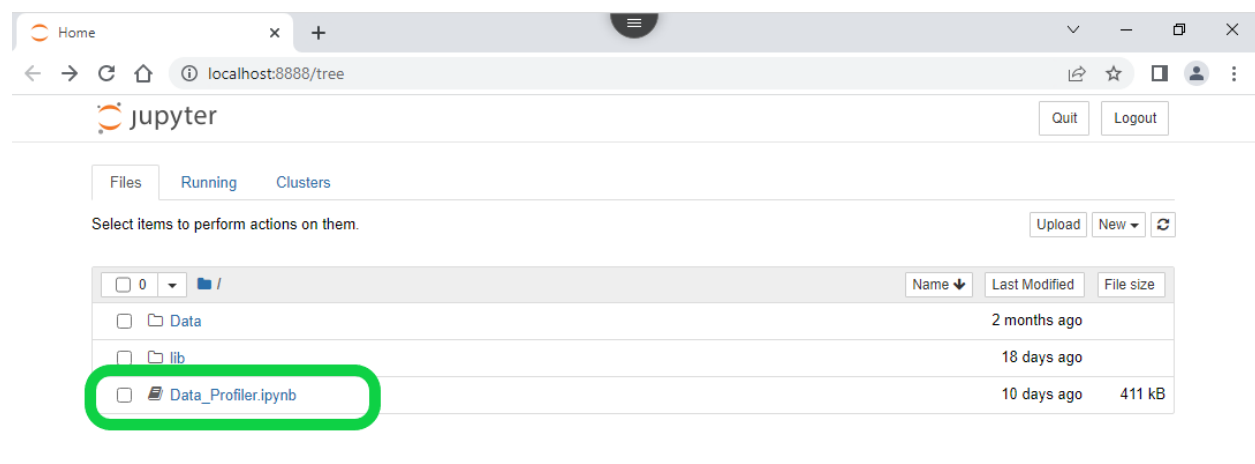 Home
localhost:8888/tree
jupyter
Quit Logout
Files Running Clusters
Select items to perform actions on them.
Upload New
0 / Name Last Modified File size
Data 2 months ago
lib 18 days ago
Data_Profiler.ipynb 10 days ago 411 kB